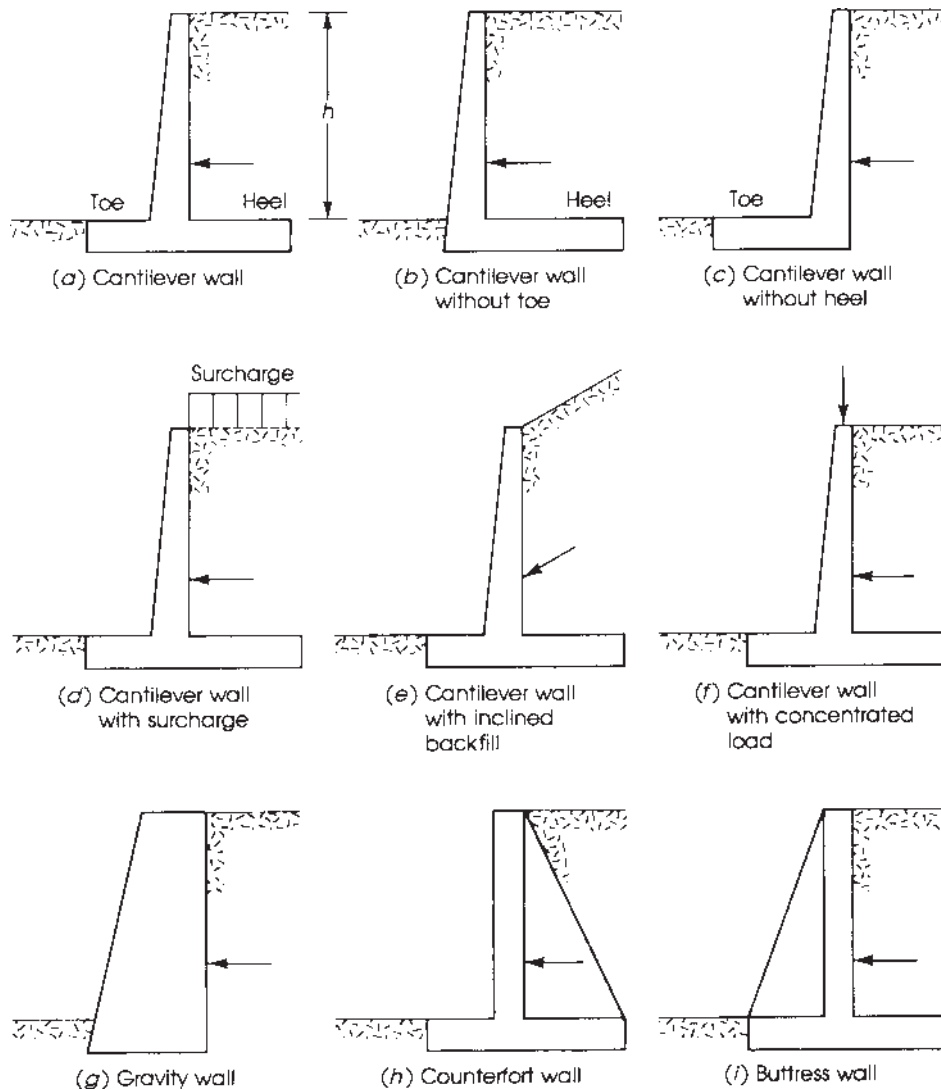 h
Toe
Heel
Heel
Toe
(a) Cantilever wall
(b) Cantilever wall
without toe
(c) Cantilever wall
without heel
Surcharge
(d) Cantilever wall
with surcharge
(e) Cantilever wall
with inclined
backfill
(f) Cantilever wall
with concentrated
load
(g) Gravity wall
(h) Counterfort wall
(i) Buttress wall